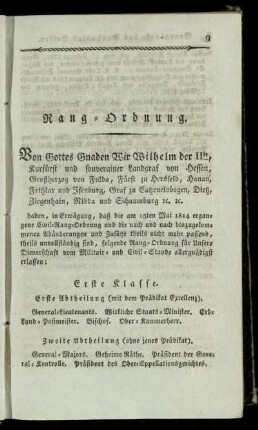 9
Rang-Ordnung.
Von Gottes Gnaden Wir Wilhelm der IIte,
Kurfürst und souverainer Landgraf von Hessen,
Großherzog von Fulda, Fürst zu Hersfeld, Hanau,
Fritzlar und Isenburg, Graf zu Catzenelnbogen, Dietz,
Ziegenhain, Nidda und Schaumburg ꝛc. ꝛc.
haben, in Erwägung, daß die am 15ten Mai 1814 ergan-
gene Civil-Rang-Ordnung und die nach und nach hinzugekom-
menen Abänderungen und Zusätze theils nicht mehr passend,
theils unvollständig sind, folgende Rang-Ordnung für Unsere
Dienerschaft vom Militair- und Civil-Stande allergnädigst
erlassen:
Erste Klasse.
Erste Abtheilung (mit dem Prädikat Excellenz).
General-Lieutenants. Wirkliche Staats-Minister. Erb-
Land-Postmeister. Bischof. Ober-Kammerherr.
Zweite Abtheilung (ohne jenes Prädikat).
General-Majors. Geheime Räthe. Präsident der Gene-
ral-Kontrolle. Präsident des Ober-Appellationsgerichts.